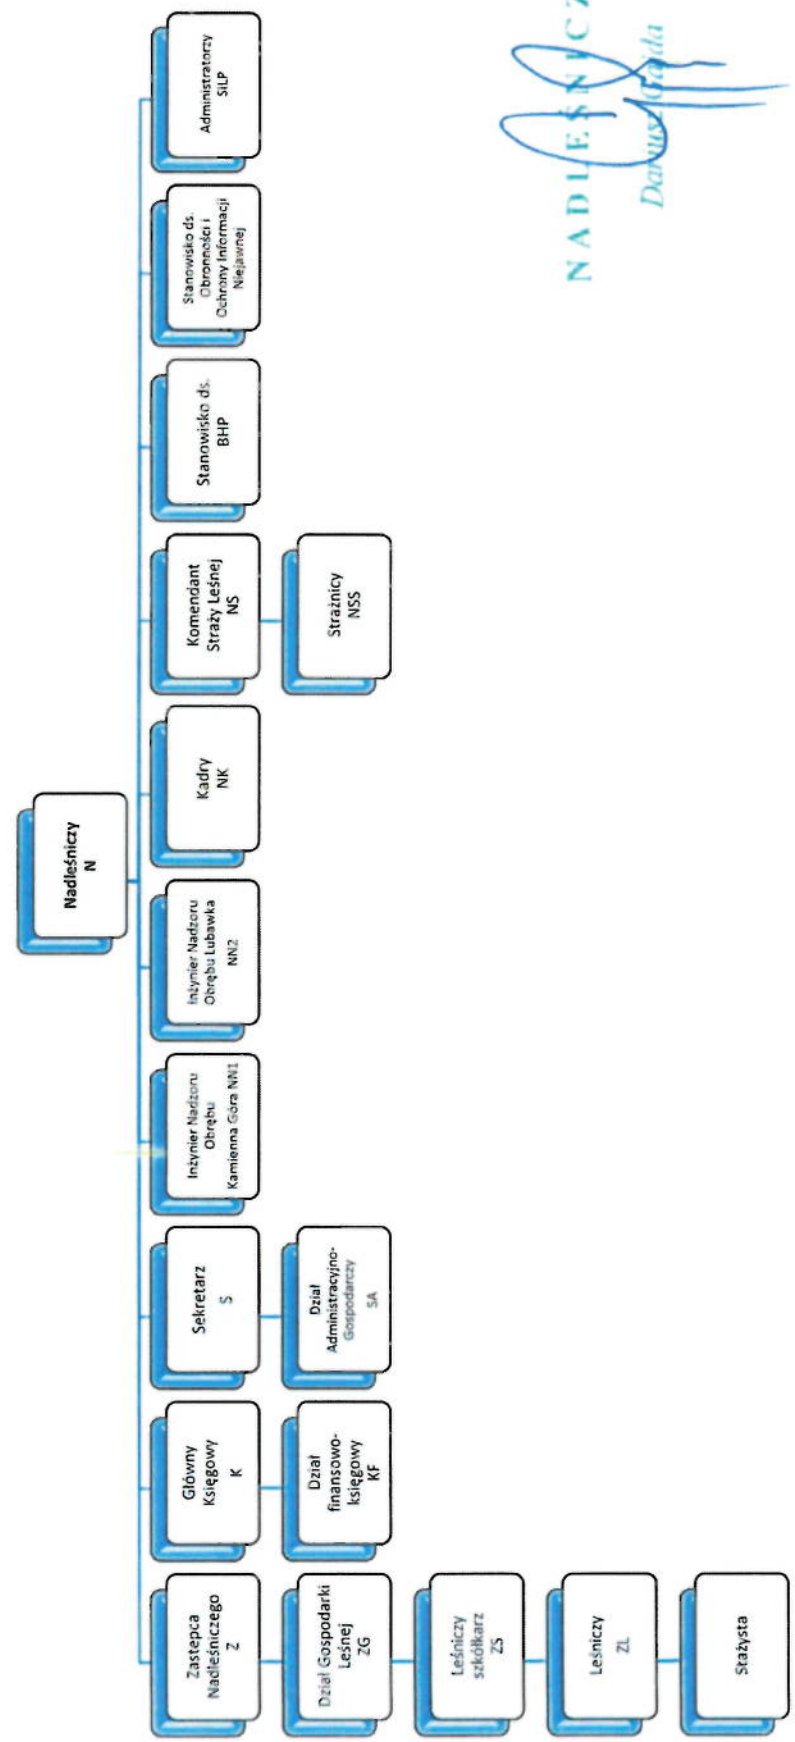 Nadleśniczy
N
Zastępca
Nadleśniczego
Z
Główny
Księgowy
K
Sekretarz
S
Inżynier Nadzoru
Obrębu
Kamienna Góra NN1
Inżynier Nadzoru
Obrębu Lubawka
NN2
Kadry
NK
Komendant
Straży Leśnej
NS
Stanowisko ds.
BHP
Stanowisko ds.
Obronności i
Ochrony Informacji
Niejawnej
Administratorzy
SiLP
Dział Gospodarki
Leśnej
ZG
Dział
finansowo-
księgowy
KF
Dział
Administracyjno-
Gospodarczy
SA
Strażnicy
NSS
Leśniczy
szkółkarz
ZS
Leśniczy
ZL
Stażysta
NADLEŚNICZ
Dariusz